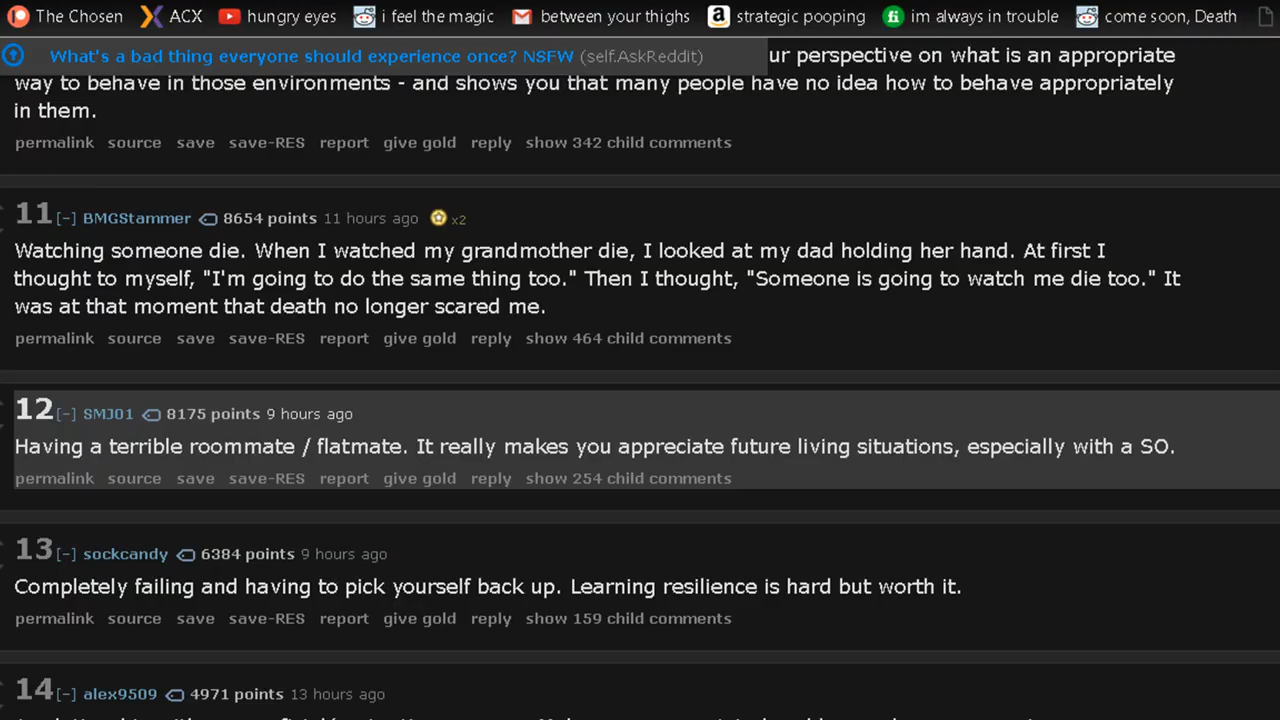 The Chosen ACX hungry eyes i feel the magic between your thighs strategic pooping im always in trouble come soon, Death
What's a bad thing everyone should experience once? NSFW (self.AskReddit) ur perspective on what is an appropriate
way to behave in those environments - and shows you that many people have no idea how to behave appropriately
in them.
permalink source save save-RES report give gold reply show 342 child comments
11 [-] BMGStammer 8654 points 11 hours ago x2
Watching someone die. When I watched my grandmother die, I looked at my dad holding her hand. At first I
thought to myself, "I'm going to do the same thing too." Then I thought, "Someone is going to watch me die too." It
was at that moment that death no longer scared me.
permalink source save save-RES report give gold reply show 464 child comments
12 [-] SMJ01 8175 points 9 hours ago
Having a terrible roommate / flatmate. It really makes you appreciate future living situations, especially with a SO.
permalink source save save-RES report give gold reply show 254 child comments
13 [-] sockcandy 6384 points 9 hours ago
Completely failing and having to pick yourself back up. Learning resilience is hard but worth it.
permalink source save save-RES report give gold reply show 159 child comments
14 [-] alex9509 4971 points 13 hours ago